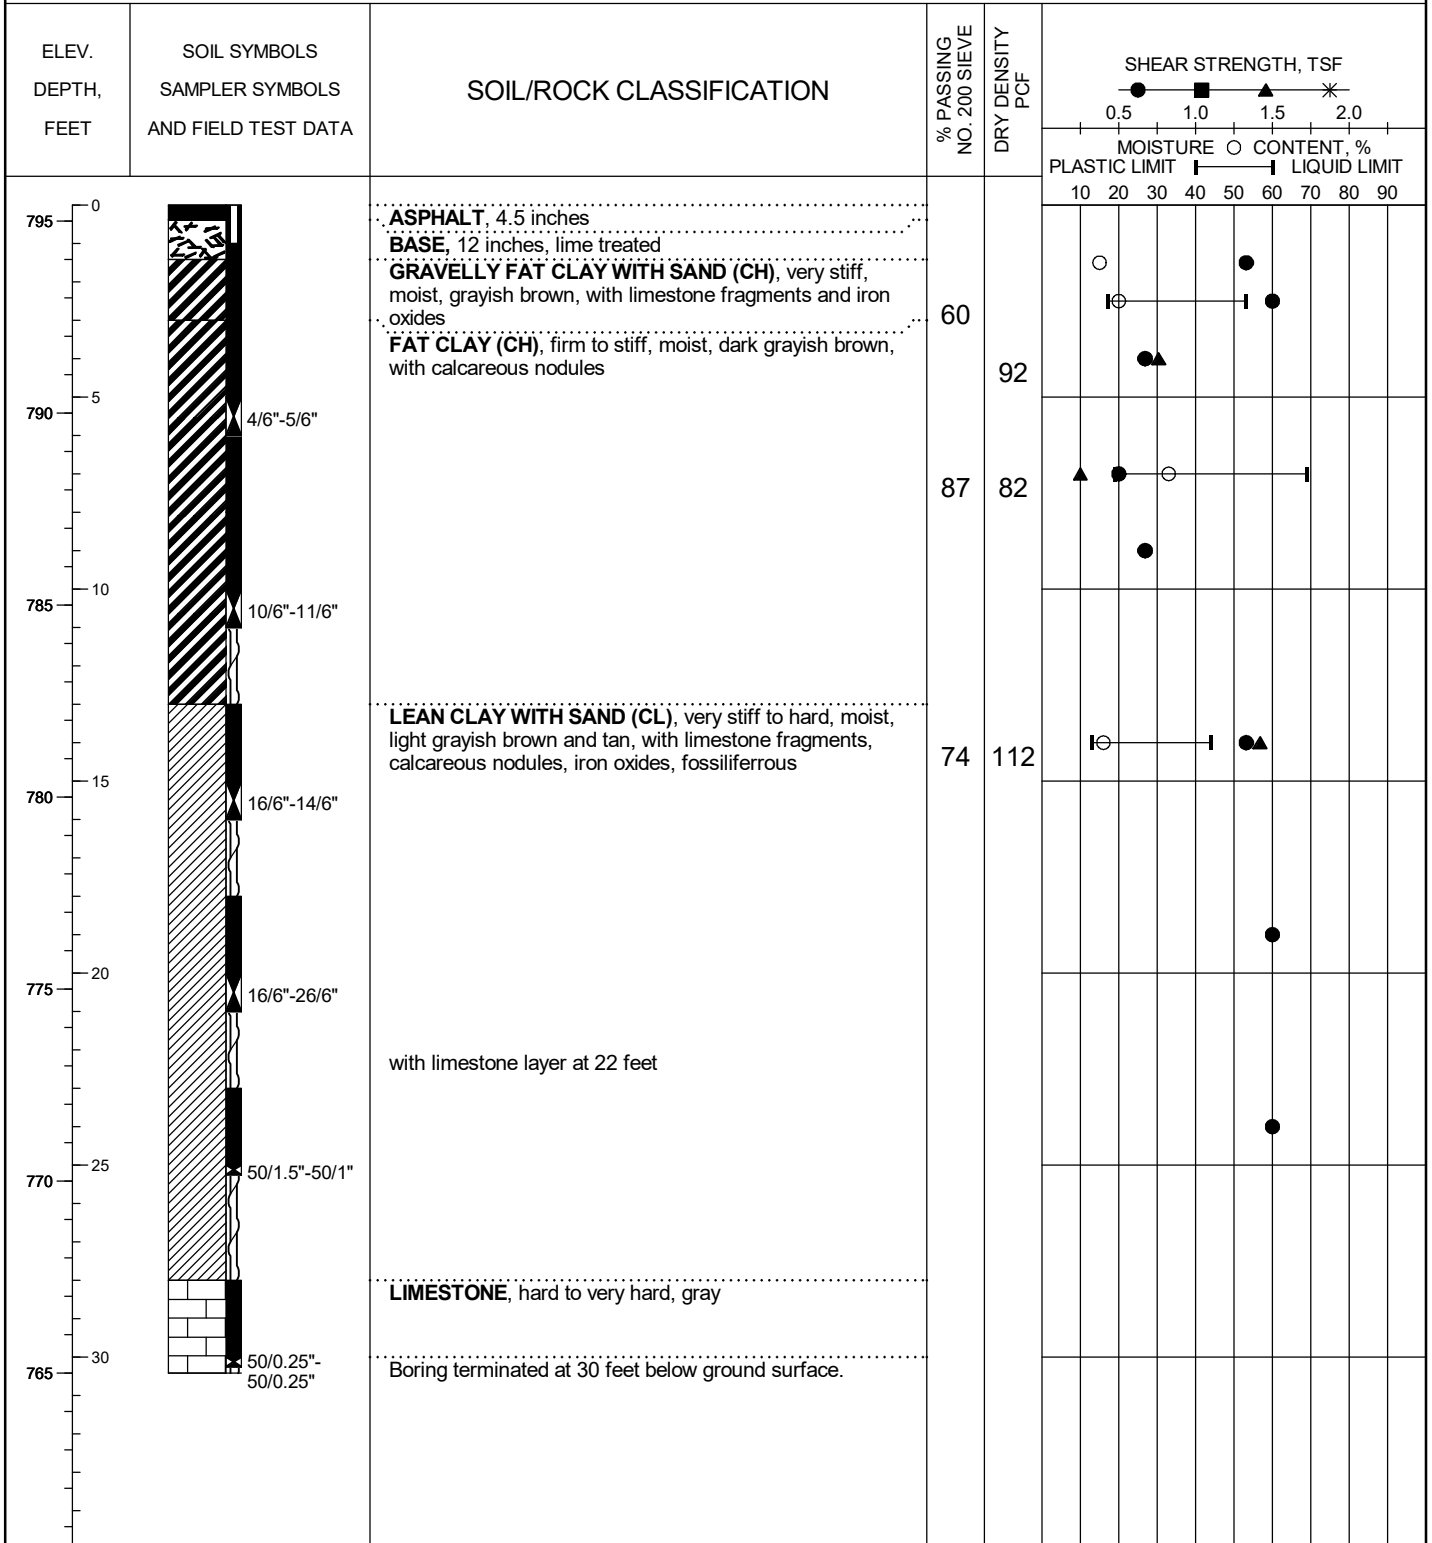 ELEV.
DEPTH,
FEET
SOIL SYMBOLS
SAMPLER SYMBOLS
AND FIELD TEST DATA
SOIL/ROCK CLASSIFICATION
% PASSING
NO. 200 SIEVE
DRY DENSITY
PCF
SHEAR STRENGTH, TSF
0.5 1.0 1.5 2.0
MOISTURE CONTENT, %
PLASTIC LIMIT LIQUID LIMIT
10 20 30 40 50 60 70 80 90
0
795
ASPHALT, 4.5 inches
BASE, 12 inches, lime treated
GRAVELLY FAT CLAY WITH SAND (CH), very stiff,
moist, grayish brown, with limestone fragments and iron
oxides
60
FAT CLAY (CH), firm to stiff, moist, dark grayish brown,
with calcareous nodules
92
5
790
4/6"-5/6"
87 82
10
785
10/6"-11/6"
LEAN CLAY WITH SAND (CL), very stiff to hard, moist,
light grayish brown and tan, with limestone fragments,
calcareous nodules, iron oxides, fossiliferrous
74 112
15
780
16/6"-14/6"
20
775
16/6"-26/6"
with limestone layer at 22 feet
25
770
50/1.5"-50/1"
LIMESTONE, hard to very hard, gray
30
765
50/0.25"-
50/0.25"
Boring terminated at 30 feet below ground surface.